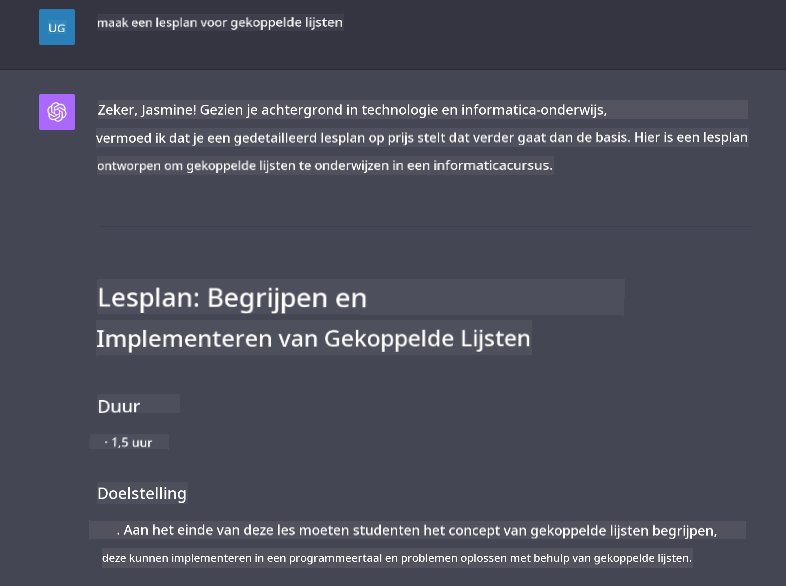 UG
maak een lesplan voor gekoppelde lijsten
Zeker, Jasmine! Gezien je achtergrond in technologie en informatica-onderwijs,
vermoed ik dat je een gedetailleerd lesplan op prijs stelt dat verder gaat dan de basis. Hier is een lesplan
ontworpen om gekoppelde lijsten te onderwijzen in een informaticacursus.
Lesplan: Begrijpen en
Implementeren van Gekoppelde Lijsten
Duur
· 1,5 uur
Doelstelling
. Aan het einde van deze les moeten studenten het concept van gekoppelde lijsten begrijpen,
deze kunnen implementeren in een programmeertaal en problemen oplossen met behulp van gekoppelde lijsten.